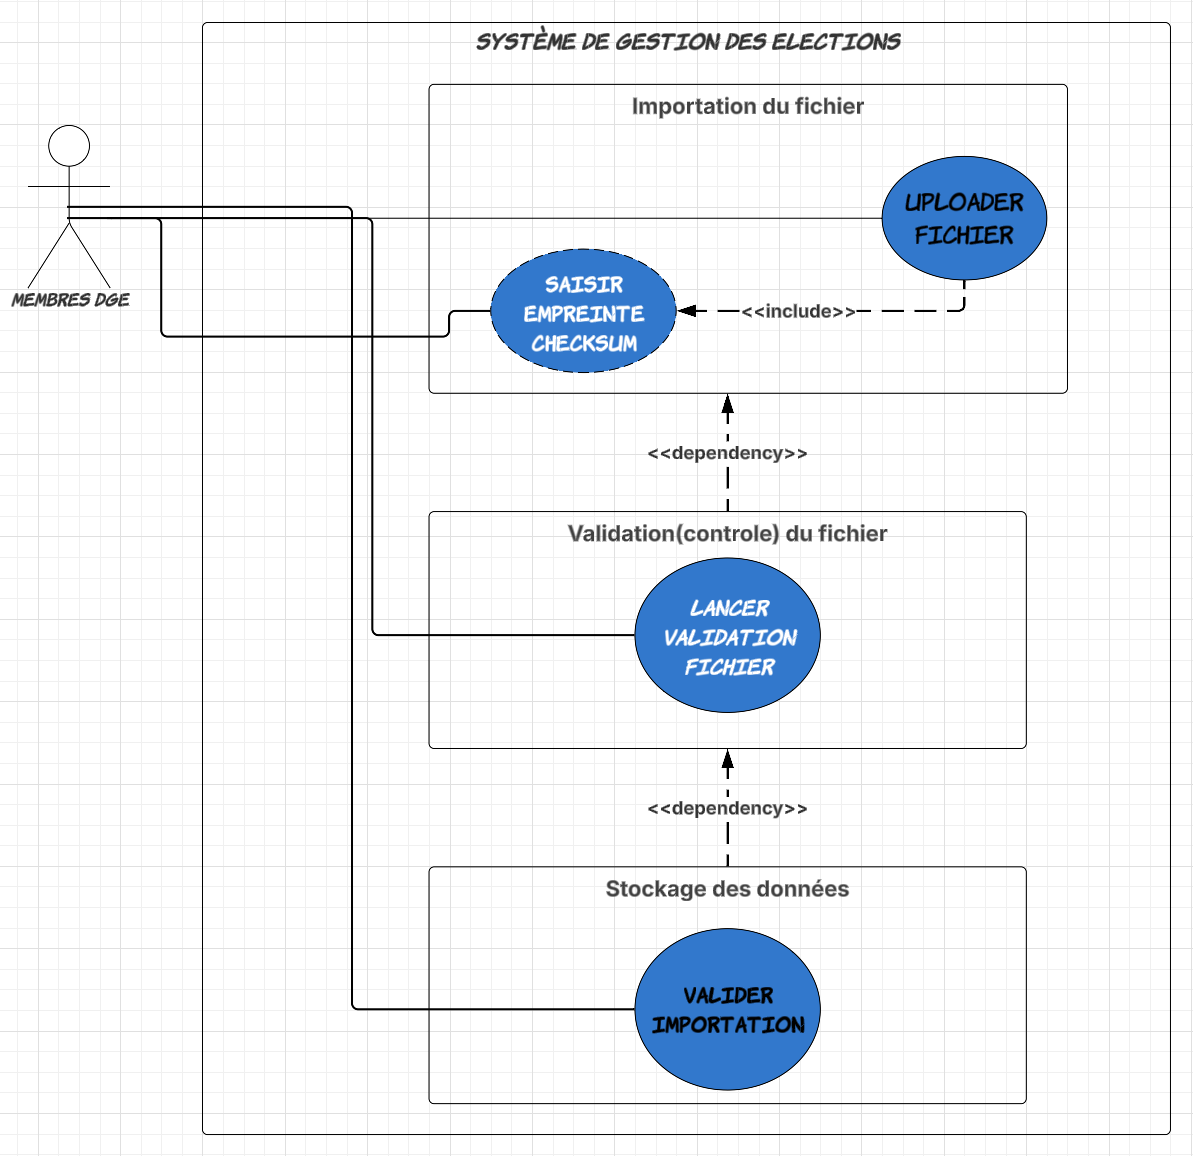 SYSTÈME DE GESTION DES ELECTIONS
Importation du fichier
UPLOADER
FICHIER
MEMBRES DGE
SAISIR
EMPREINTE
CHECKSUM
<<include>>
<<dependency>>
Validation(controle) du fichier
LANCER
VALIDATION
FICHIER
<<dependency>>
Stockage des données
VALIDER
IMPORTATION